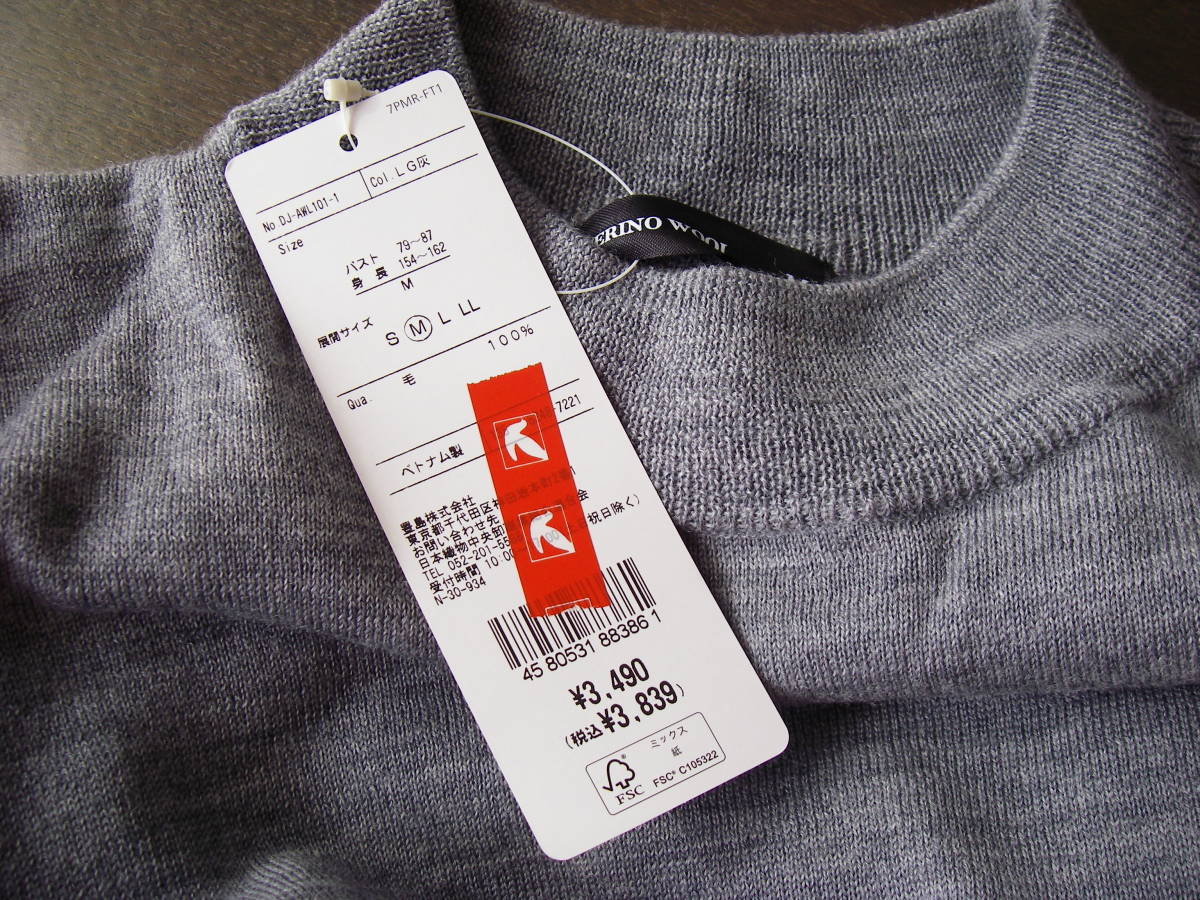 7PMR-FT1
No.DJ-AWL101-1 Col.LG灰
Size
バスト 79～87
身長 154～162
M
展開サイズ S M L LL
Qua. 毛 100%
ベトナム製 7221
豊島株式会社
東京都千代田区
お問い合わせ先
日本織物中央卸
TEL 052-201-
受付時間 10:00 祝日除く)
N-30-934
45 80531 88386 1
¥3,490
(税込¥3,839)
ミックス
紙
FSC FSC® C105322
ERINO WOOL